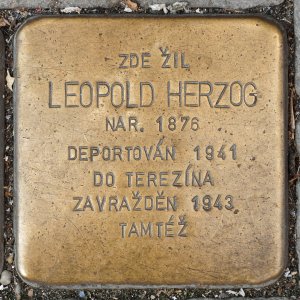 ZDE ŽIL
LEOPOLD HERZOG
NAR. 1876
DEPORTOVÁN 1941
DO TEREZÍNA
ZAVRAŽDĚN 1943
TAMTÉŽ